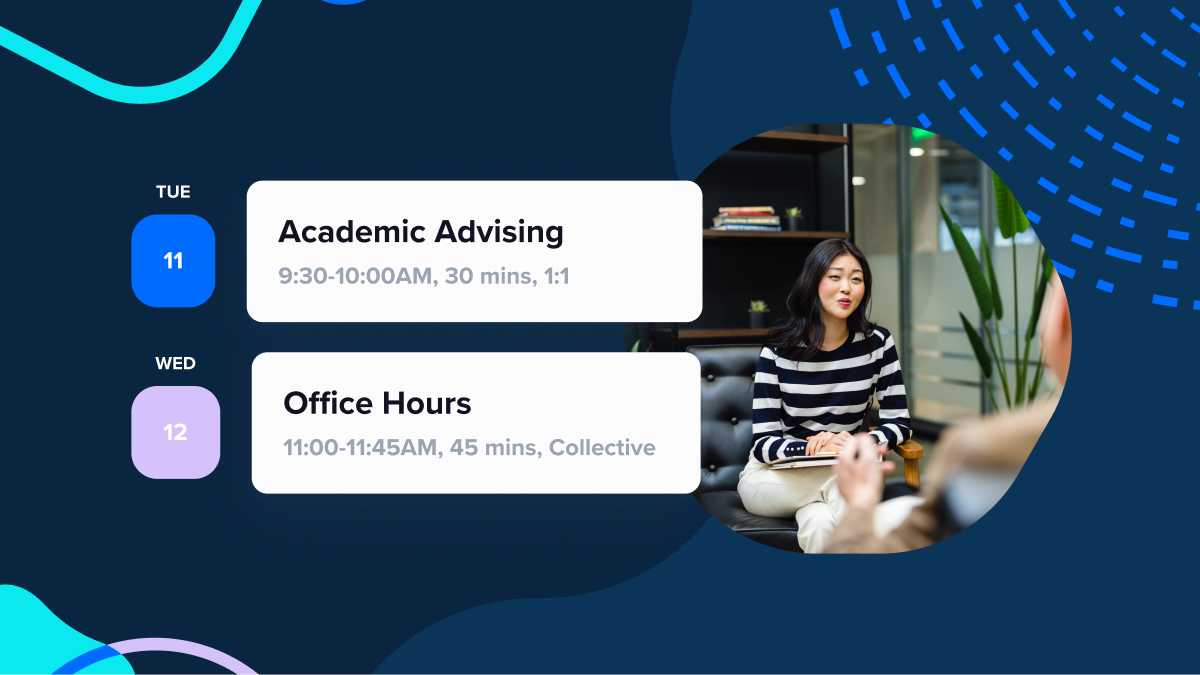 TUE
11
Academic Advising
9:30-10:00AM, 30 mins, 1:1
WED
12
Office Hours
11:00-11:45AM, 45 mins, Collective